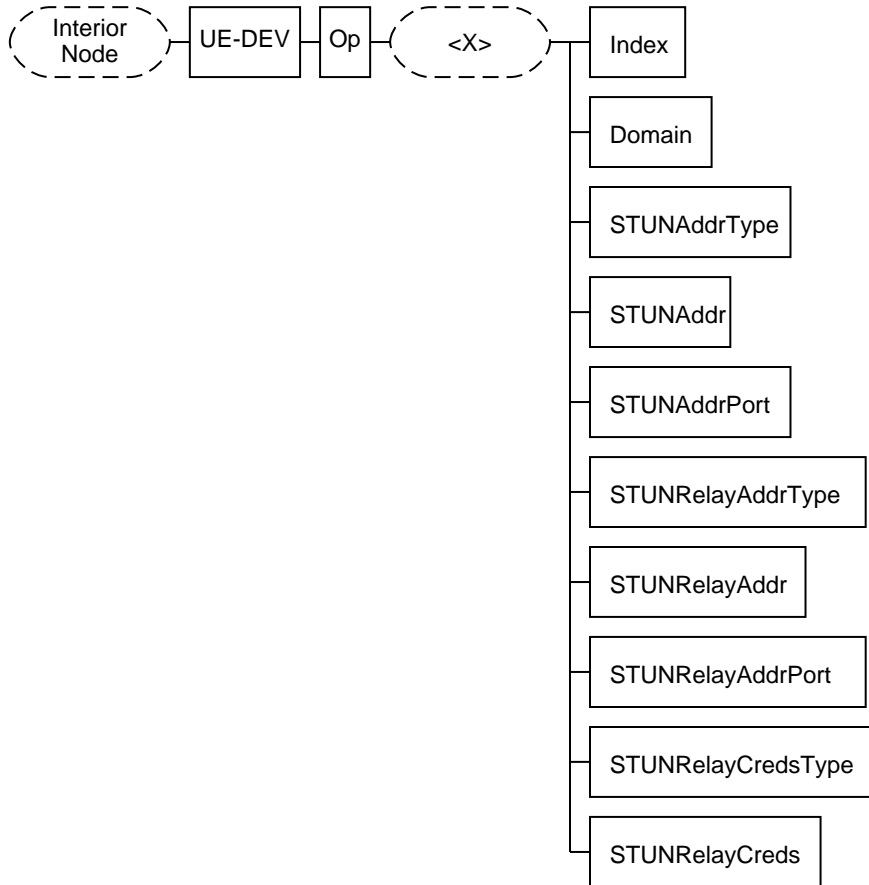 Interior
Node
UE-DEV
Op
<X>
Index
Domain
STUNAddrType
STUNAddr
STUNAddrPort
STUNRelayAddrType
STUNRelayAddr
STUNRelayAddrPort
STUNRelayCredsType
STUNRelayCreds